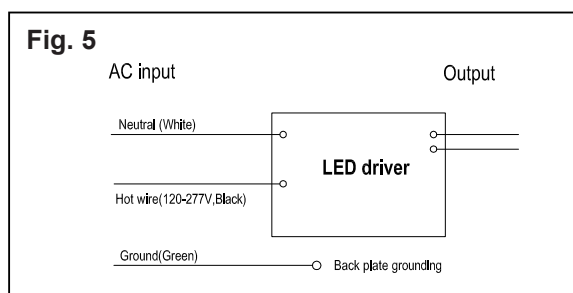 Fig. 5
AC input
Output
Neutral (White)
LED driver
Hot wire(120-277V,Black)
Ground(Green)
Back plate grounding